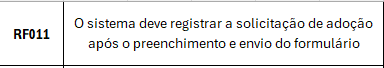 RF011
O sistema deve registrar a solicitação de adoção
após o preenchimento e envio do formulário